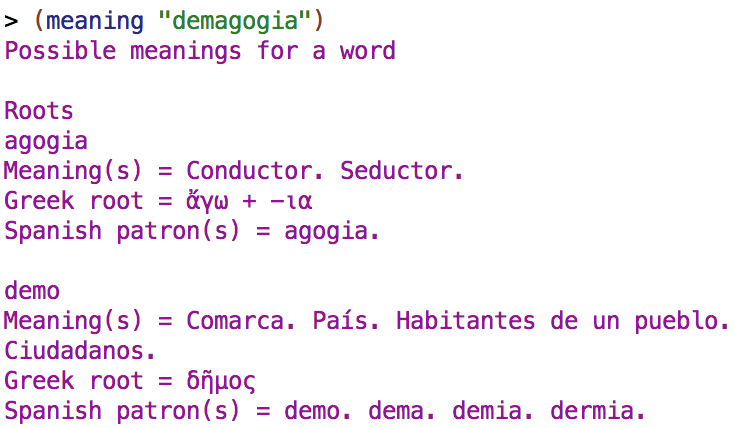 > (meaning "demagogia")
Possible meanings for a word
Roots
agogia
Meaning(s) = Conductor. Seductor.
Greek root = ἄγω + −ια
Spanish patron(s) = agogia.
demo
Meaning(s) = Comarca. País. Habitantes de un pueblo.
Ciudadanos.
Greek root = δῆμος
Spanish patron(s) = demo. dema. demia. dermia.